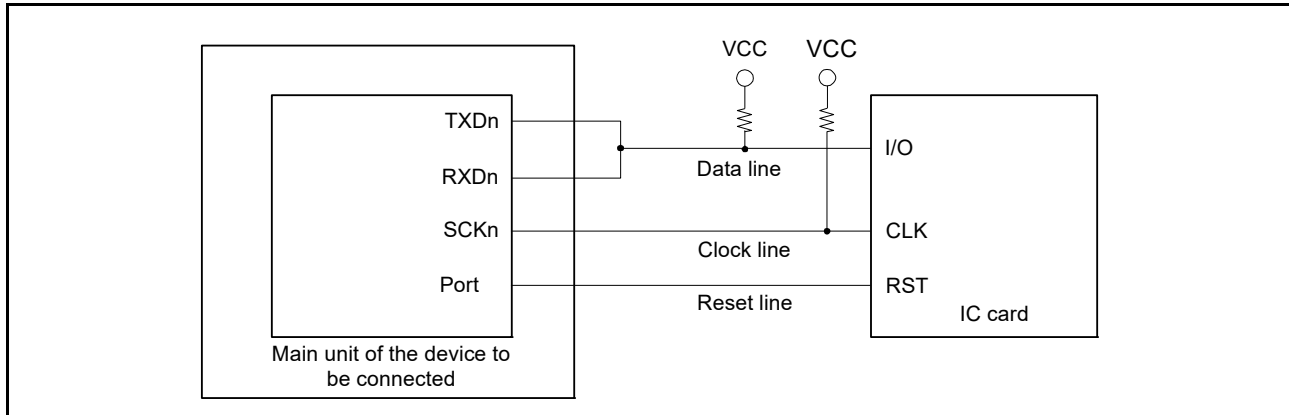 VCC
VCC
TXDn
I/O
Data line
RXDn
SCKn
CLK
Clock line
Port
RST
Reset line
IC card
Main unit of the device to
be connected